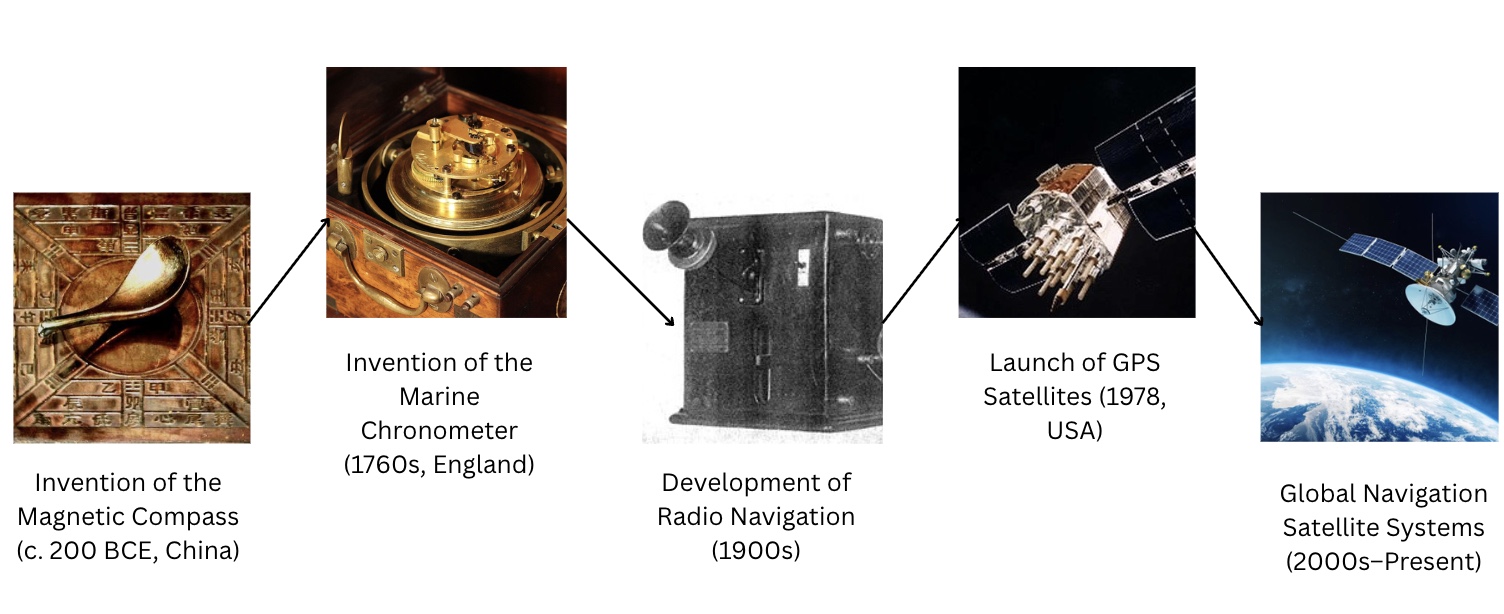 Invention of the
Magnetic Compass
(c. 200 BCE, China)
Invention of the
Marine
Chronometer
(1760s, England)
Development of
Radio Navigation
(1900s)
Launch of GPS
Satellites (1978,
USA)
Global Navigation
Satellite Systems
(2000s–Present)